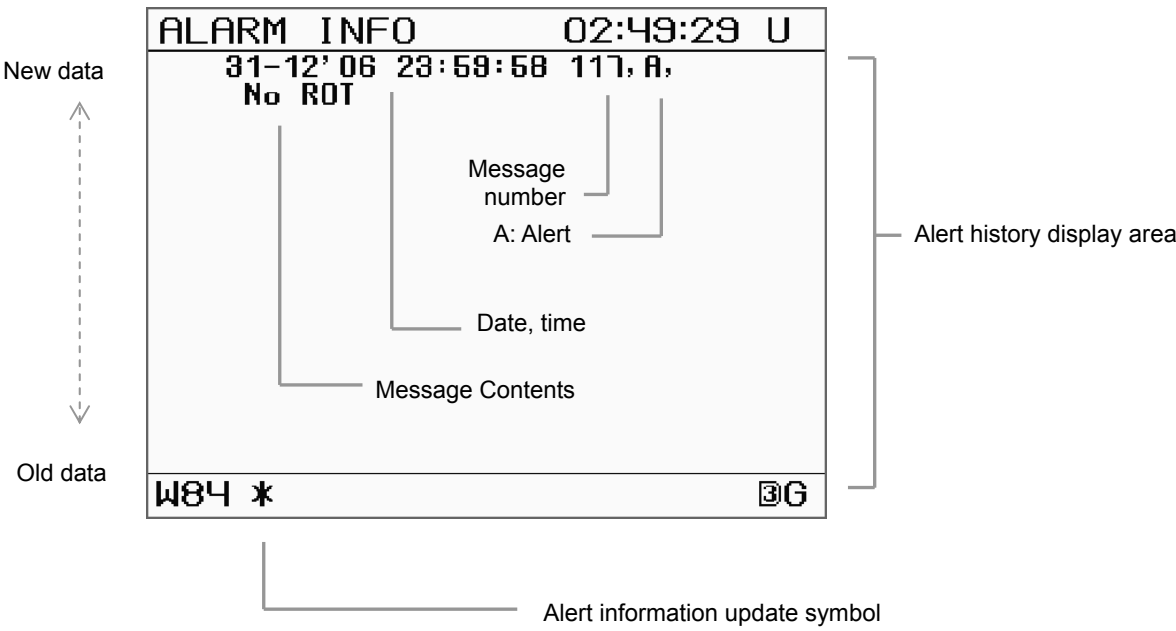 ALARM INFO 02:49:29 U
New data
31-12'06 23:59:58 117, A,
No ROT
Message
number
A: Alert
Alert history display area
Date, time
Message Contents
Old data
W84 * 3G
Alert information update symbol